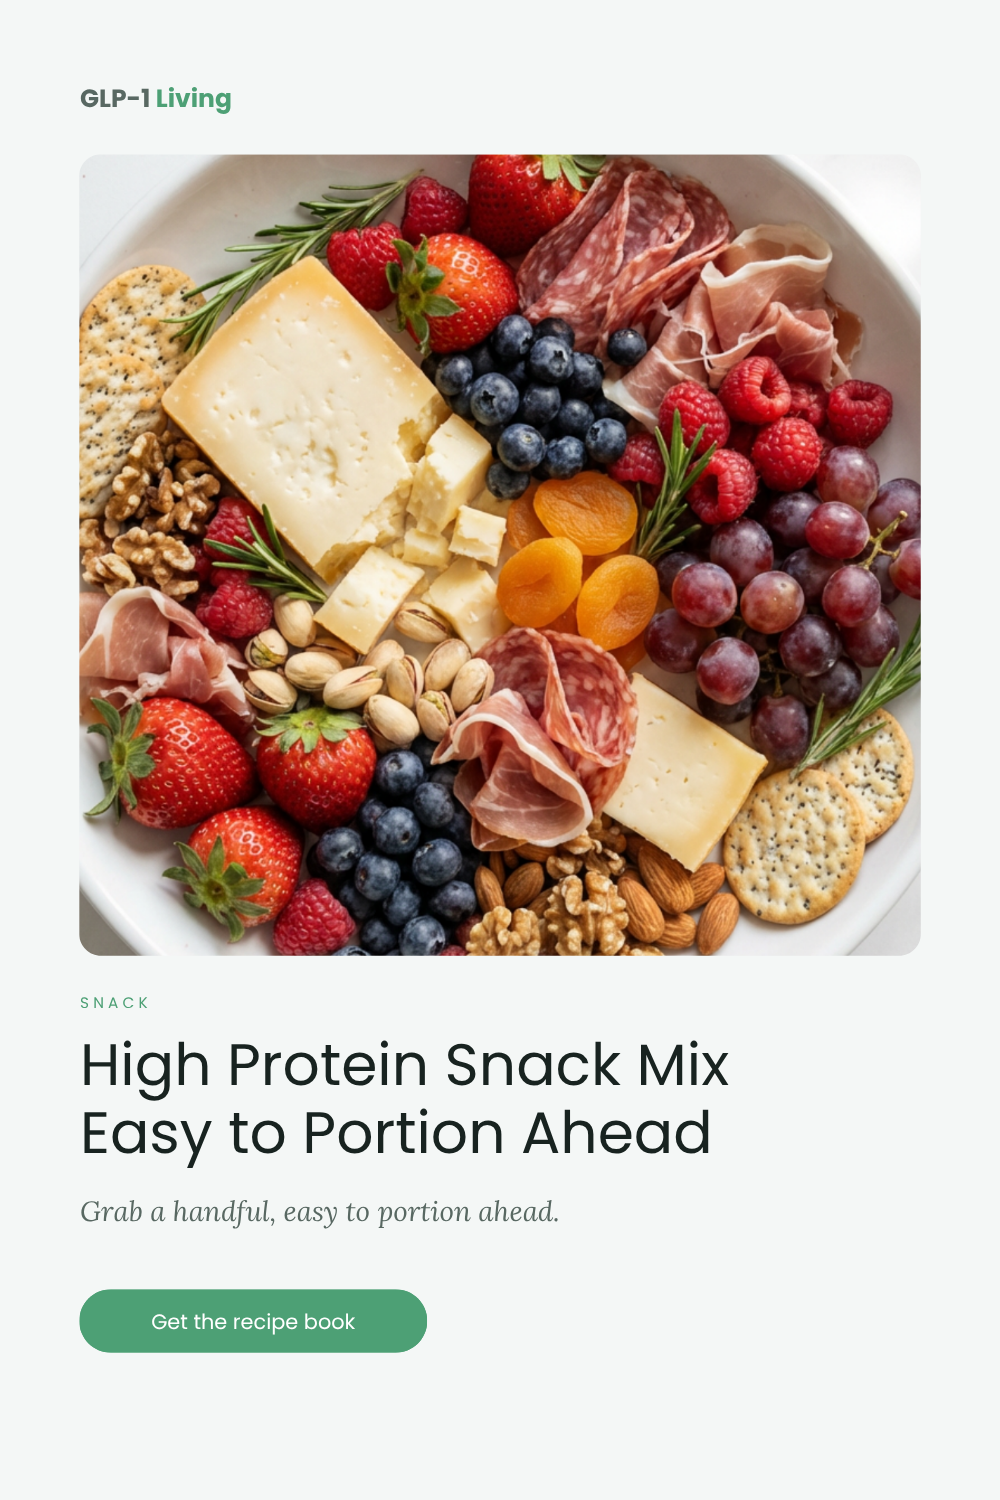 GLP-1 Living
SNACK
High Protein Snack Mix
Easy to Portion Ahead
Grab a handful, easy to portion ahead.
Get the recipe book